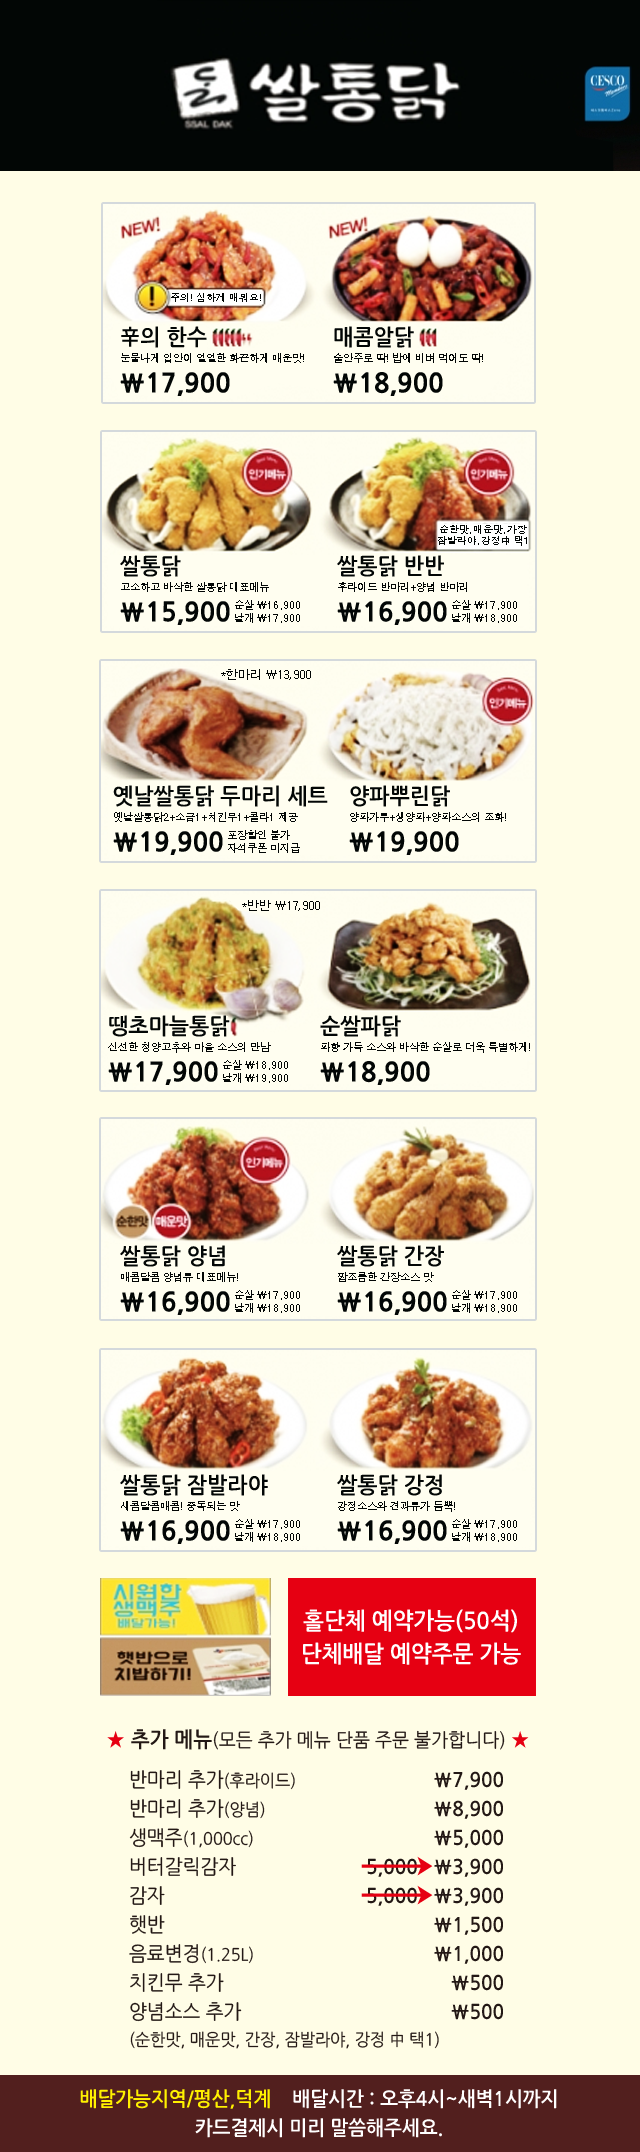 SSAL DAK
쌀통닭
CESCO
Members
NEW!
주의! 심하게 매워요!
辛의 한수
눈물나게 입안이 얼얼한 화끈하게 매운맛!
₩17,900
NEW!
매콤알닭
술안주로 딱! 밥에 비벼 먹어도 딱!
₩18,900
인기메뉴
쌀통닭
고소하고 바삭한 쌀통닭 대표메뉴
₩15,900 순살 ₩16,900
날개 ₩17,900
인기메뉴
순한맛,매운맛,간장
잠발라야,강정中 택1
쌀통닭 반반
후라이드 반마리+양념 반마리
₩16,900 순살 ₩17,900
날개 ₩18,900
*한마리 ₩13,900
옛날쌀통닭 두마리 세트
옛날쌀통닭2+소금1+치킨무1+콜라1 제공
₩19,900 포장할인 불가
자석쿠폰 미지급
인기메뉴
양파뿌린닭
양파가루+생양파+양파소스의 조화!
₩19,900
*반반 ₩17,900
땡초마늘통닭
신선한 청양고추와 마늘 소스의 만남
₩17,900 순살 ₩18,900
날개 ₩19,900
순쌀파닭
파향 가득 소스와 바삭한 순살로 더욱 특별하게!
₩18,900
인기메뉴
순한맛 매운맛
쌀통닭 양념
매콤달콤 양념류 대표메뉴!
₩16,900 순살 ₩17,900
날개 ₩18,900
쌀통닭 간장
짭조름한 간장소스 맛
₩16,900 순살 ₩17,900
날개 ₩18,900
쌀통닭 잠발라야
새콤달콤매콤! 중독되는 맛
₩16,900 순살 ₩17,900
날개 ₩18,900
쌀통닭 강정
강정소스와 견과류가 듬뿍!
₩16,900 순살 ₩17,900
날개 ₩18,900
시원한
생맥주
배달가능!
햇반으로
치밥하기!
홀단체 예약가능(50석)
단체배달 예약주문 가능
★ 추가 메뉴(모든 추가 메뉴 단품 주문 불가합니다) ★
반마리 추가(후라이드) ₩7,900
반마리 추가(양념) ₩8,900
생맥주(1,000cc) ₩5,000
버터갈릭감자 5,000 ₩3,900
감자 5,000 ₩3,900
햇반 ₩1,500
음료변경(1.25L) ₩1,000
치킨무 추가 ₩500
양념소스 추가 ₩500
(순한맛, 매운맛, 간장, 잠발라야, 강정 中 택1)
배달가능지역/평산,덕계 배달시간 : 오후4시~새벽1시까지
카드결제시 미리 말씀해주세요.